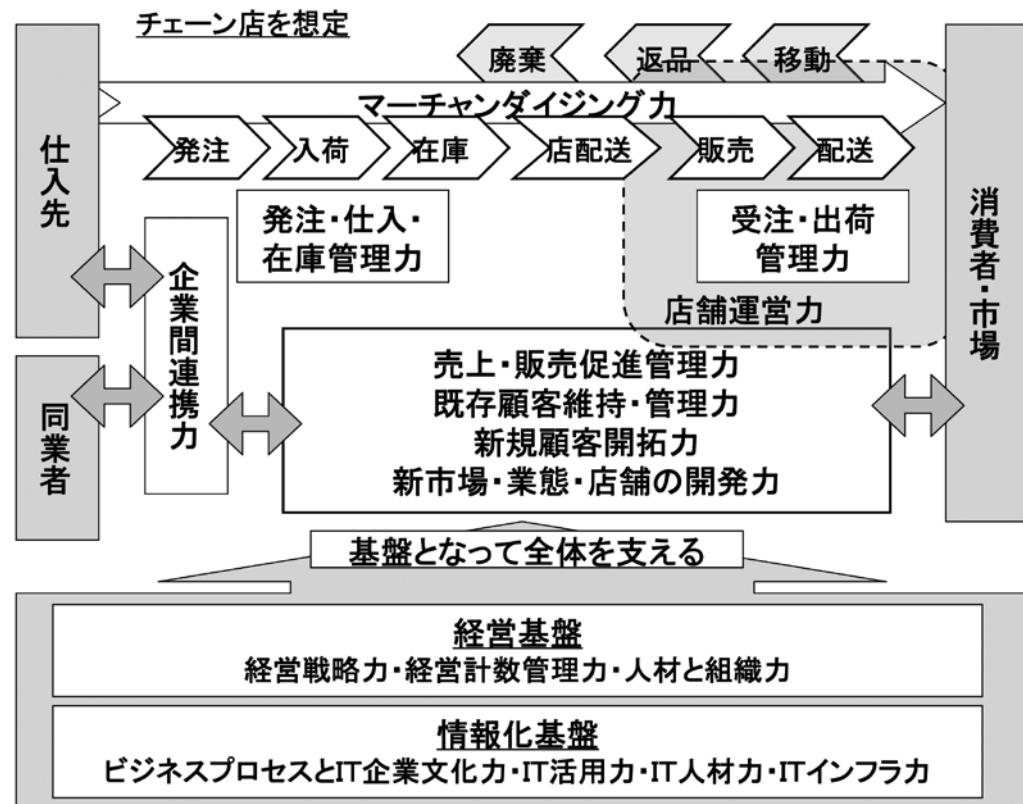 チェーン店を想定
廃棄
返品
移動
マーチャンダイジング力
発注
入荷
在庫
店配送
販売
配送
仕入先
発注・仕入・
在庫管理力
受注・出荷
管理力
消費者・市場
企業間連携力
店舗運営力
同業者
売上・販売促進管理力
既存顧客維持・管理力
新規顧客開拓力
新市場・業態・店舗の開発力
基盤となって全体を支える
経営基盤
経営戦略力・経営計数管理力・人材と組織力
情報化基盤
ビジネスプロセスとIT企業文化力・IT活用力・IT人材力・ITインフラ力